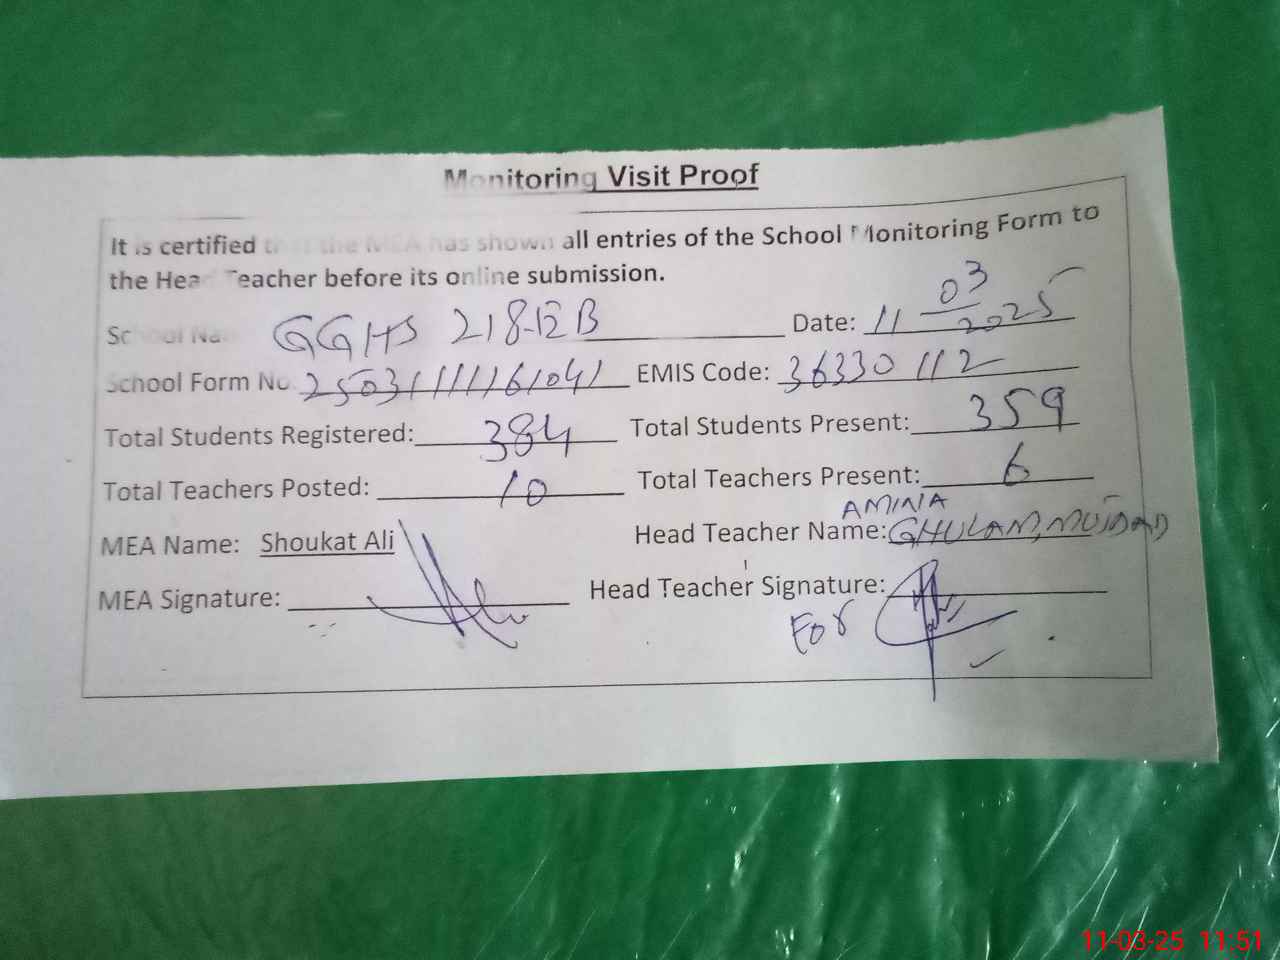 Monitoring Visit Proof
It is certified that the MEA has shown all entries of the School Monitoring Form to
the Head Teacher before its online submission.
School Name GGHS 218-EB Date: 11 03 2025
School Form No. 25031111161041 EMIS Code: 36330112
Total Students Registered: 384 Total Students Present: 359
Total Teachers Posted: 10 Total Teachers Present: 6
AMINA
MEA Name: Shoukat Ali Head Teacher Name: GHULAM
MEA Signature: Head Teacher Signature:
For
11-03-25 11:51